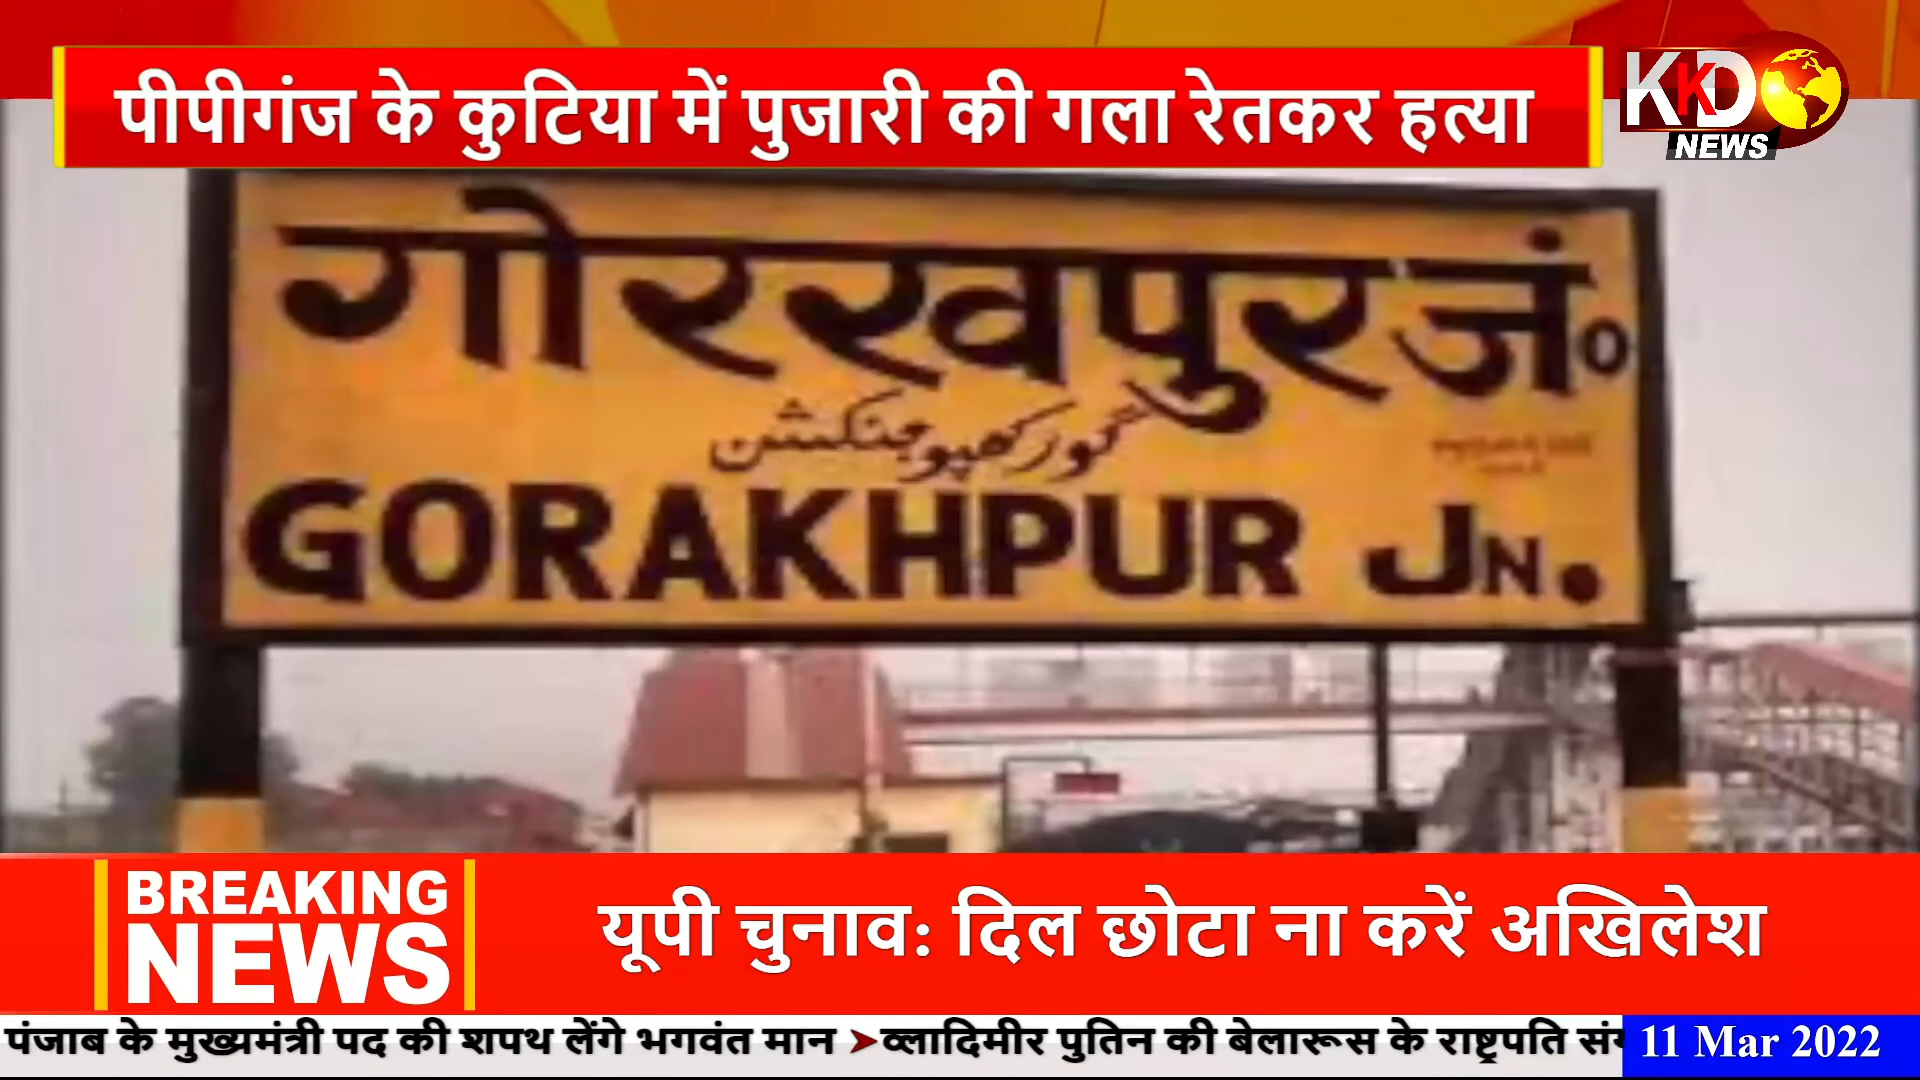 पीपीगंज के कुटिया में पुजारी की गला रेतकर हत्या
KKD
NEWS
गोरखपुर जं०
گورکھپور جنکشن
GORAKHPUR JN.
BREAKING
NEWS
यूपी चुनाव: दिल छोटा ना करें अखिलेश
पंजाब के मुख्यमंत्री पद की शपथ लेंगे भगवंत मान ➤व्लादिमीर पुतिन की बेलारूस के राष्ट्रपति
11 Mar 2022